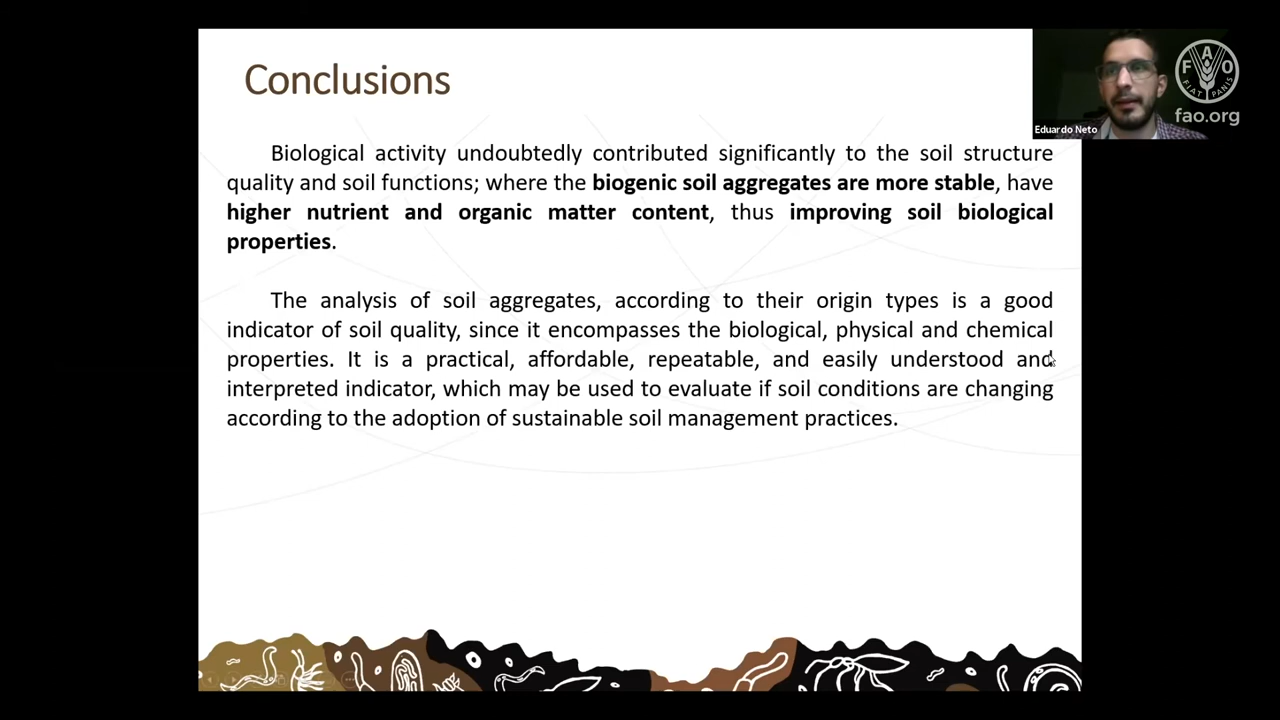 Conclusions
Biological activity undoubtedly contributed significantly to the soil structure
quality and soil functions; where the biogenic soil aggregates are more stable, have
higher nutrient and organic matter content, thus improving soil biological
properties.
The analysis of soil aggregates, according to their origin types is a good
indicator of soil quality, since it encompasses the biological, physical and chemical
properties. It is a practical, affordable, repeatable, and easily understood and
interpreted indicator, which may be used to evaluate if soil conditions are changing
according to the adoption of sustainable soil management practices.
Eduardo Neto
F A O
FIAT PANIS
fao.org